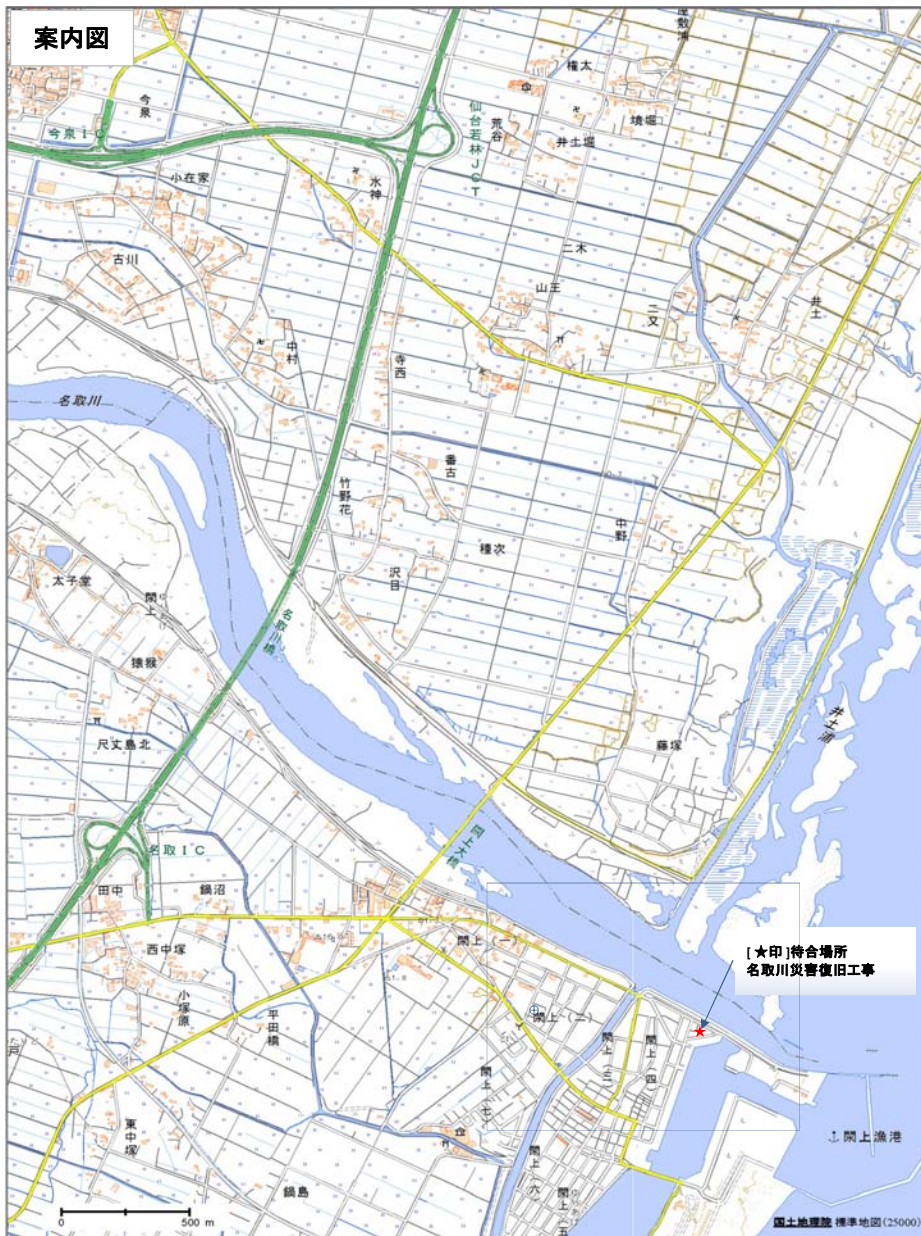 案内図
屋敷浦
権太
境堀
今泉
今泉ＩＣ
仙台若林ＪＣＴ
荒谷
井土堀
小在家
水神
二木
古川
山王
二又
井土
中村
寺西
名取川
番古
竹野花
中野
種次
太子堂
閖上
沢目
名取川橋
猿猴
井土浦
尺丈島北
藤塚
名取ＩＣ
閖上大橋
田中
鍋沼
西中塚
閖上（一）
[★印]待合場所
名取川災害復旧工事
小塚原
平田橋
閖上（二）
閖上（三）
閖上（四）
閖上（七）
東中塚
閖上漁港
鍋島
閖上（六）
閖上（五
0
500 m
国土地理院 標準地図(25000)